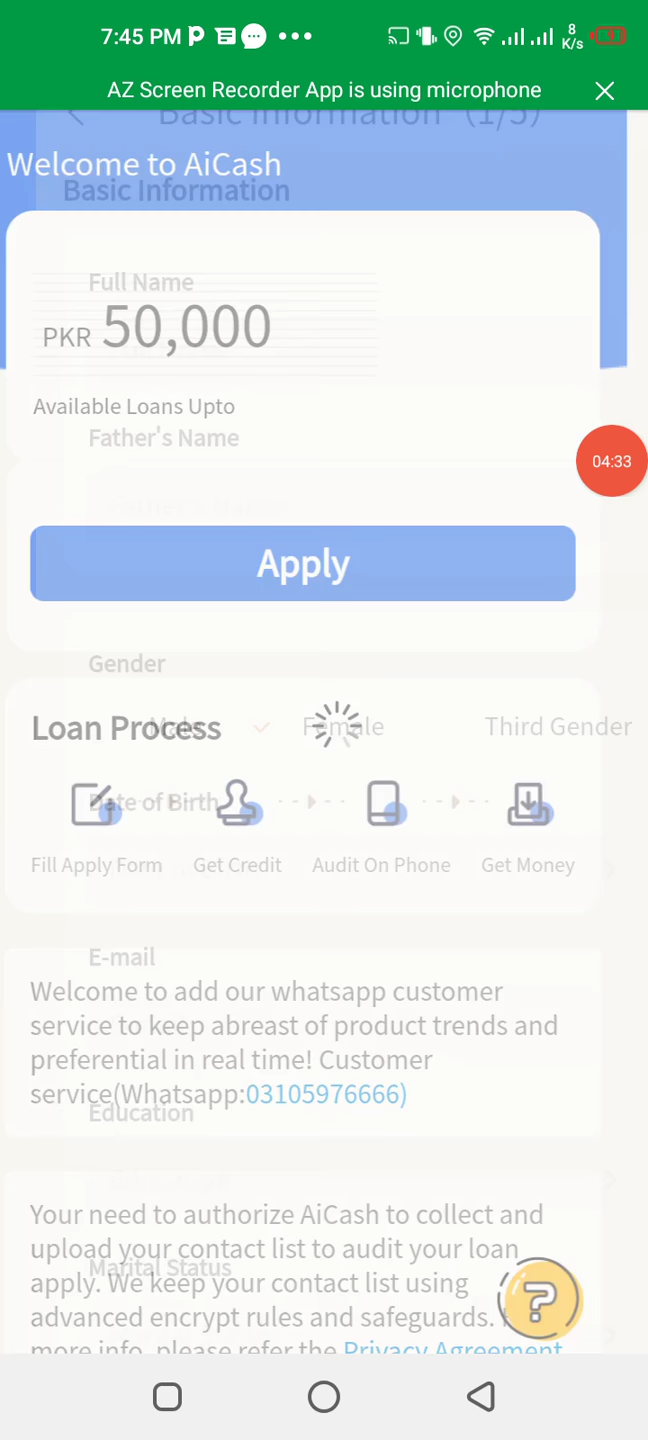 7:45 PM
8
K/s
AZ Screen Recorder App is using microphone
Basic Information (1/5)
Welcome to AiCash
Basic Information
Full Name
PKR 50,000
Available Loans Upto
Father's Name
04:33
Apply
Gender
Loan Process
Male
Female
Third Gender
Date of Birth
Fill Apply Form
Get Credit
Audit On Phone
Get Money
E-mail
Welcome to add our whatsapp customer
service to keep abreast of product trends and
preferential in real time! Customer
service(Whatsapp:03105976666)
Education
Your need to authorize AiCash to collect and
upload your contact list to audit your loan
Marital Status
apply. We keep your contact list using
advanced encrypt rules and safeguards.
more info, please refer the Privacy Agreement